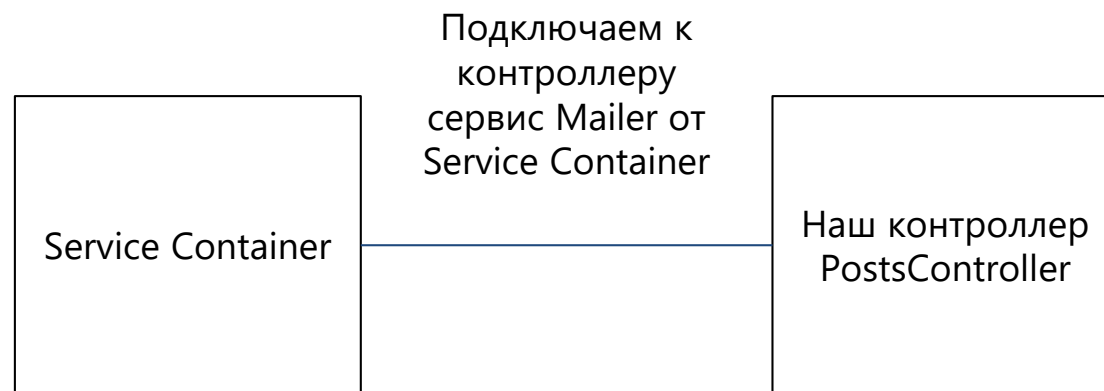 Подключаем к
контроллеру
сервис Mailer от
Service Container
Service Container
Наш контроллер
PostsController